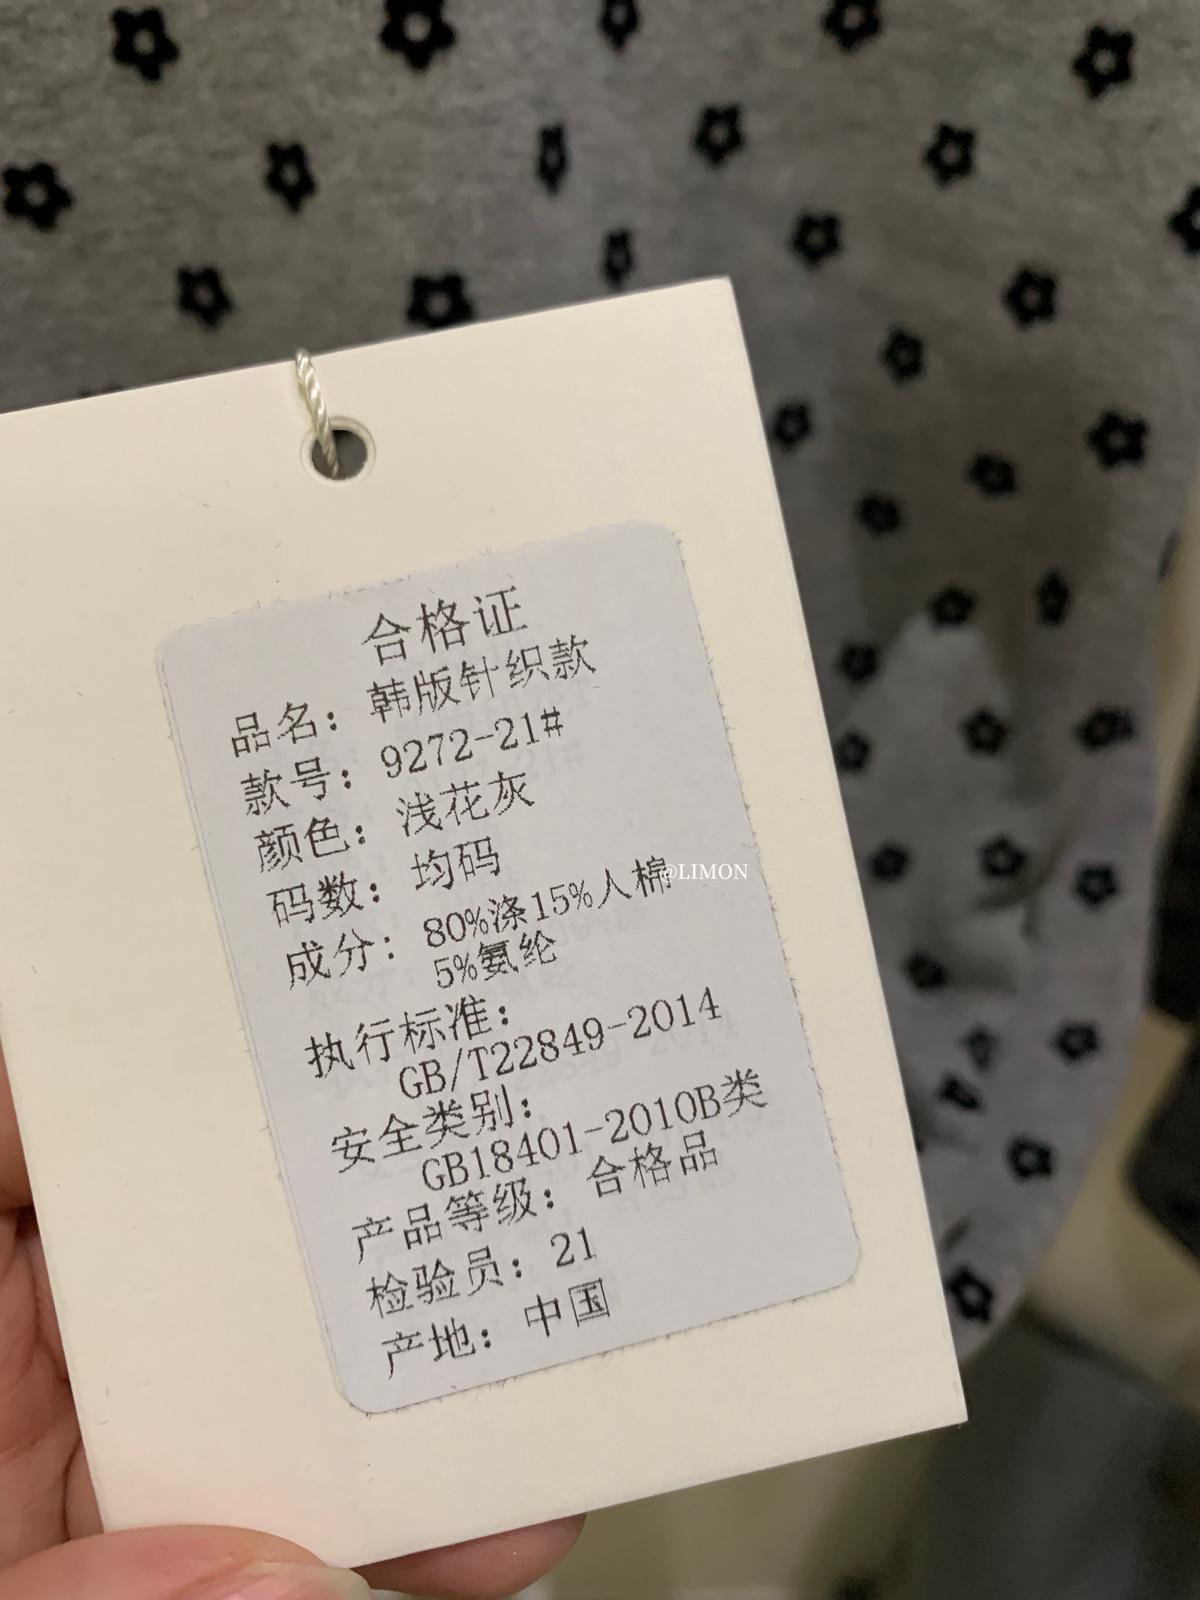 合格证
品名： 韩版针织款
款号： 9272-21#
颜色： 浅花灰
码数： 均码
成分： 80%涤15%人棉
5%氨纶
执行标准：
GB/T22849-2014
安全类别：
GB18401-2010B类
产品等级： 合格品
检验员： 21
产地： 中国
@LIMON